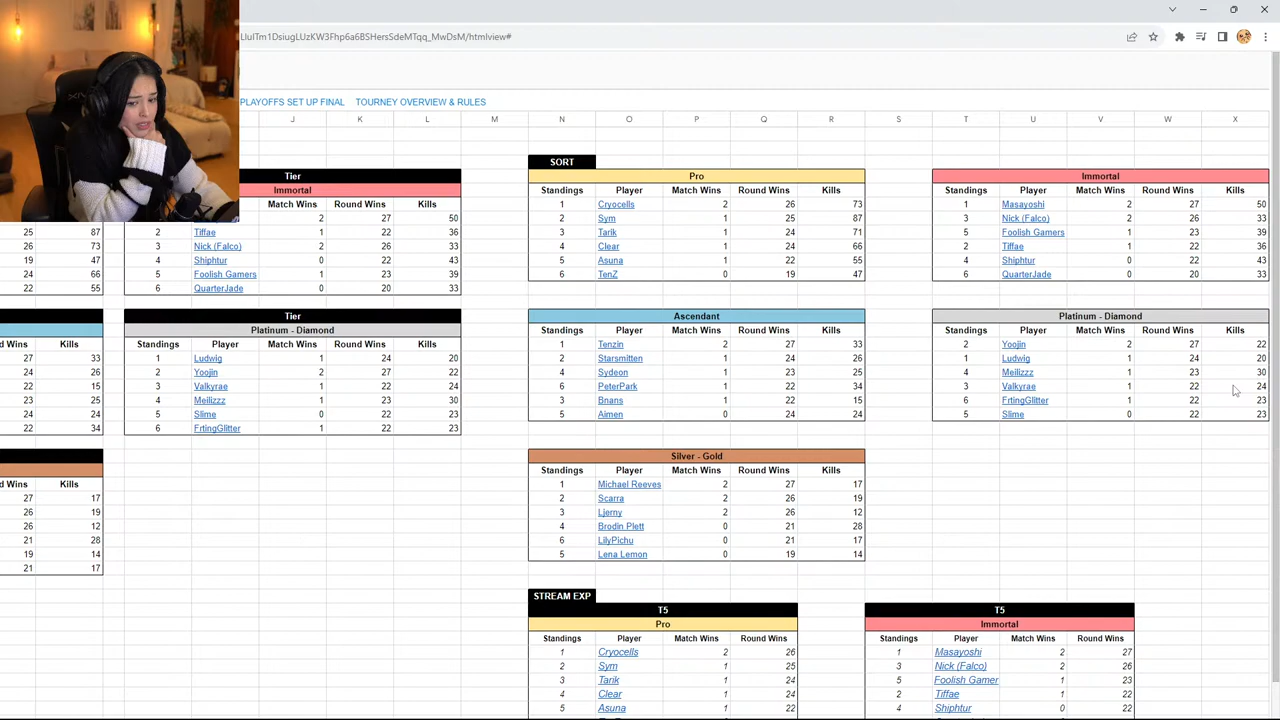 LluITm1DsiugLUzKW3Fhp6a6BSHersSdeMTqq_MwDsM/htmlview#
PLAYOFFS SET UP FINAL TOURNEY OVERVIEW & RULES
J K L M N O P Q R S T U V W X
SORT
Tier Pro Immortal
Immortal Standings Player Match Wins Round Wins Kills Standings Player Match Wins Round Wins Kills
Round Wins Kills 1 Cryocells 2 26 73 1 Masayoshi 2 27 50
2 27 50 2 Sym 1 25 87 3 Nick (Falco) 2 26 33
25 87 2 Tiffae 1 22 36 3 Tarik 1 24 71 5 Foolish Gamers 1 23 39
26 73 3 Nick (Falco) 2 26 33 4 Clear 1 24 66 2 Tiffae 1 22 36
19 47 4 Shiphtur 0 22 43 5 Asuna 1 22 55 4 Shiphtur 0 22 43
24 66 5 Foolish Gamers 1 23 39 6 TenZ 0 19 47 6 QuarterJade 0 20 33
22 55 6 QuarterJade 0 20 33
Tier Ascendant Platinum - Diamond
Platinum - Diamond Standings Player Match Wins Round Wins Kills Standings Player Match Wins Round Wins Kills
und Wins Kills Standings Player Match Wins Round Wins Kills 1 Tenzin 2 27 33 2 Yoojin 2 27 22
27 33 1 Ludwig 1 24 20 2 Starsmitten 1 24 26 1 Ludwig 1 24 20
24 26 2 Yoojin 2 27 22 4 Sydeon 1 23 25 4 Meilizzz 1 23 30
22 15 3 Valkyrae 1 22 24 6 PeterPark 1 22 34 3 Valkyrae 1 22 24
23 25 4 Meilizzz 1 23 30 3 Bnans 1 22 15 6 FrtingGlitter 1 22 23
24 24 5 Slime 0 22 23 5 Aimen 0 24 24 5 Slime 0 22 23
22 34 6 FrtingGlitter 1 22 23
Silver - Gold
und Wins Kills Standings Player Match Wins Round Wins Kills
27 17 1 Michael Reeves 2 27 17
26 19 2 Scarra 2 26 19
26 12 3 Ljerny 2 26 12
21 28 4 Brodin Plett 0 21 28
19 14 6 LilyPichu 0 21 17
21 17 5 Lena Lemon 0 19 14
STREAM EXP
T5 T5
Pro Immortal
Standings Player Match Wins Round Wins Standings Player Match Wins Round Wins
1 Cryocells 2 26 1 Masayoshi 2 27
2 Sym 1 25 3 Nick (Falco) 2 26
3 Tarik 1 24 5 Foolish Gamer 1 23
4 Clear 1 24 2 Tiffae 1 22
5 Asuna 1 22 4 Shiphtur 0 22